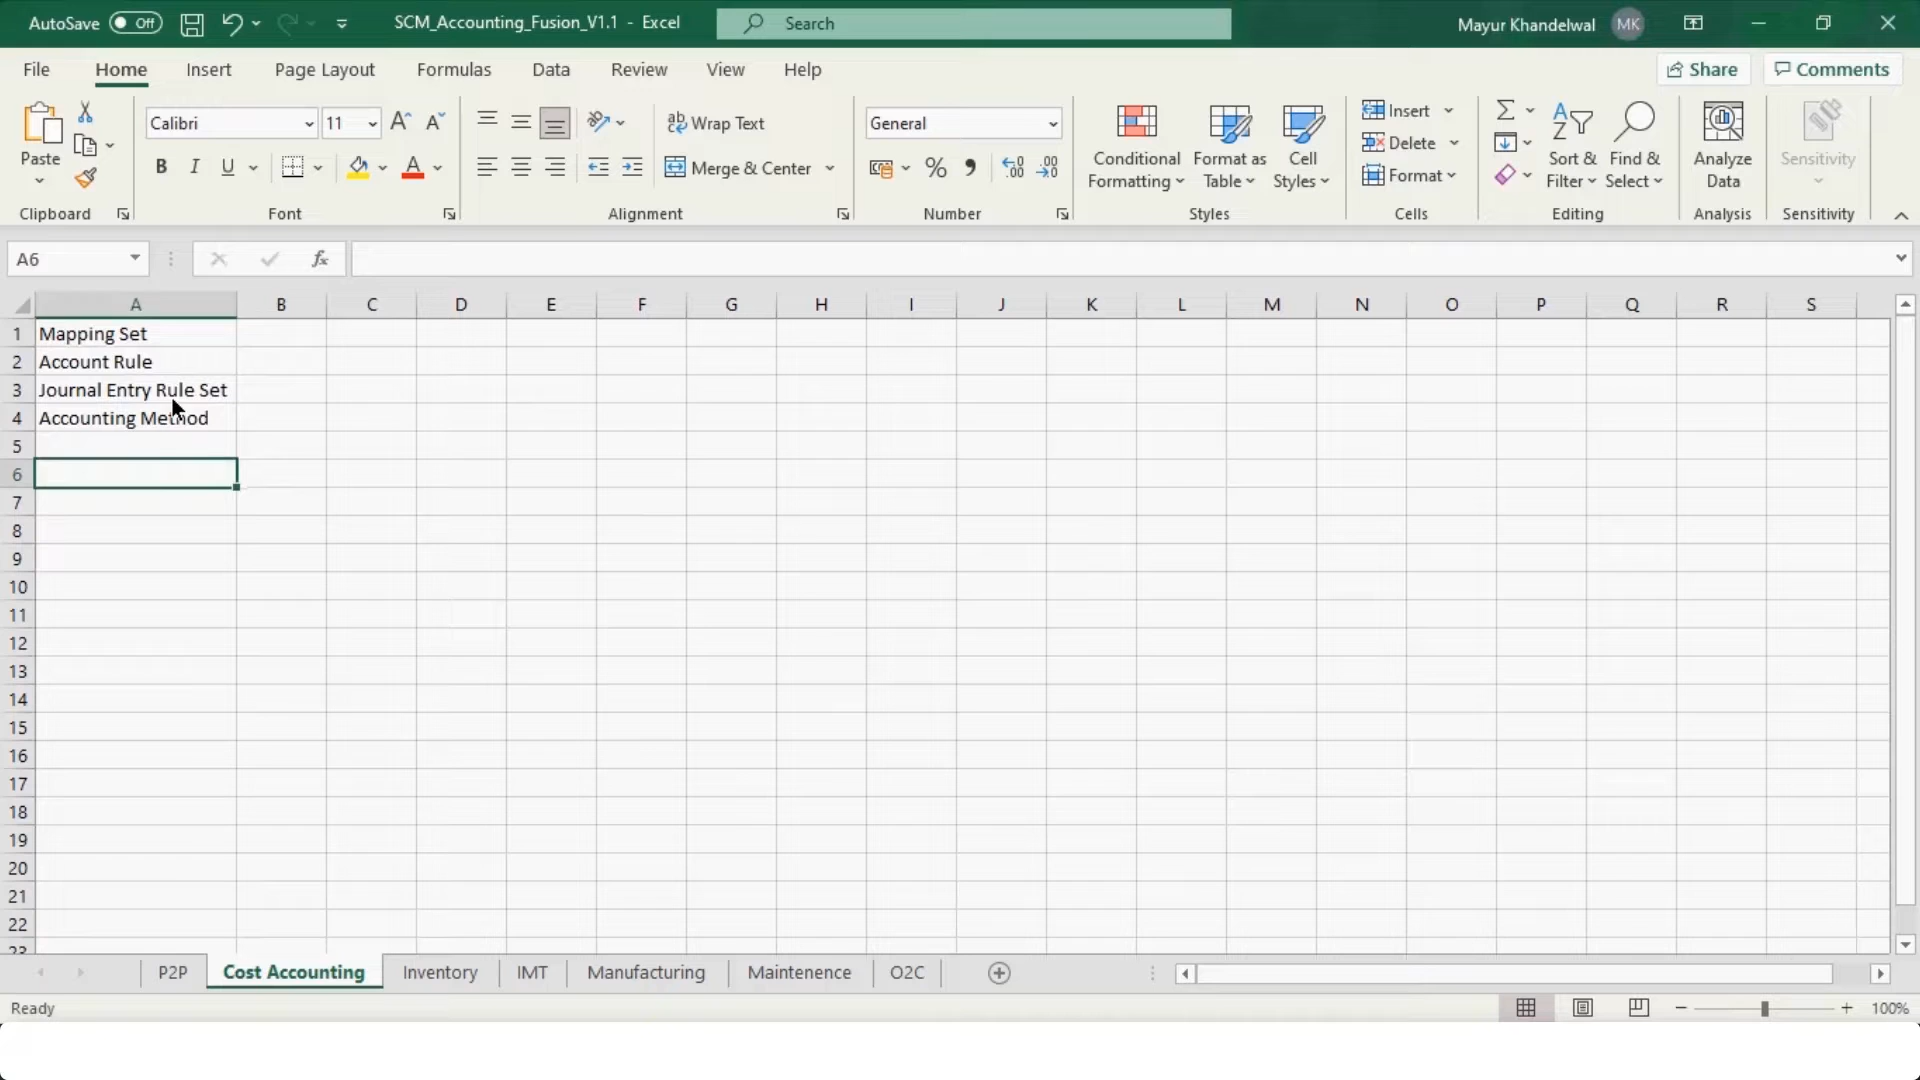 AutoSave Off SCM_Accounting_Fusion_V1.1 - Excel Search Mayur Khandelwal MK
File Home Insert Page Layout Formulas Data Review View Help Share Comments
Paste Calibri 11 A^ A˅ Wrap Text General Conditional Formatting Format as Table Cell Styles Insert Delete Format Sort & Filter Find & Select Analyze Data Sensitivity
B I U A Merge & Center % , .00
Clipboard Font Alignment Number Styles Cells Editing Analysis Sensitivity
A6 fx
A B C D E F G H I J K L M N O P Q R S
1 Mapping Set
2 Account Rule
3 Journal Entry Rule Set
4 Accounting Method
5
6
7
8
9
10
11
12
13
14
15
16
17
18
19
20
21
22
23
P2P Cost Accounting Inventory IMT Manufacturing Maintenence O2C
Ready 100%